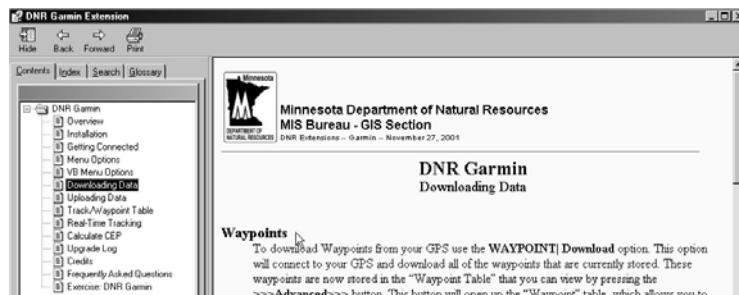 DNR Garmin Extension
Hide Back Forward Print
Contents Index Search Glossary
DNR Garmin
Overview
Installation
Getting Connected
Menu Options
VB Menu Options
Downloading Data
Uploading Data
Track/Waypoint Table
Real-Time Tracking
Calculate CEP
Upgrade Log
Credits
Frequently Asked Questions
Exercise: DNR Garmin
Minnesota
DEPARTMENT OF
NATURAL RESOURCES
Minnesota Department of Natural Resources
MIS Bureau - GIS Section
DNR Extensions -- Garmin -- November 27, 2001
DNR Garmin
Downloading Data
Waypoints
To download Waypoints from your GPS use the WAYPOINT| Download option. This option
will connect to your GPS and download all of the waypoints that are currently stored. These
waypoints are now stored in the “Waypoint Table” that you can view by pressing the
>>>Advanced>>> button. This button will open up the “Waypoint” table, which allows you to